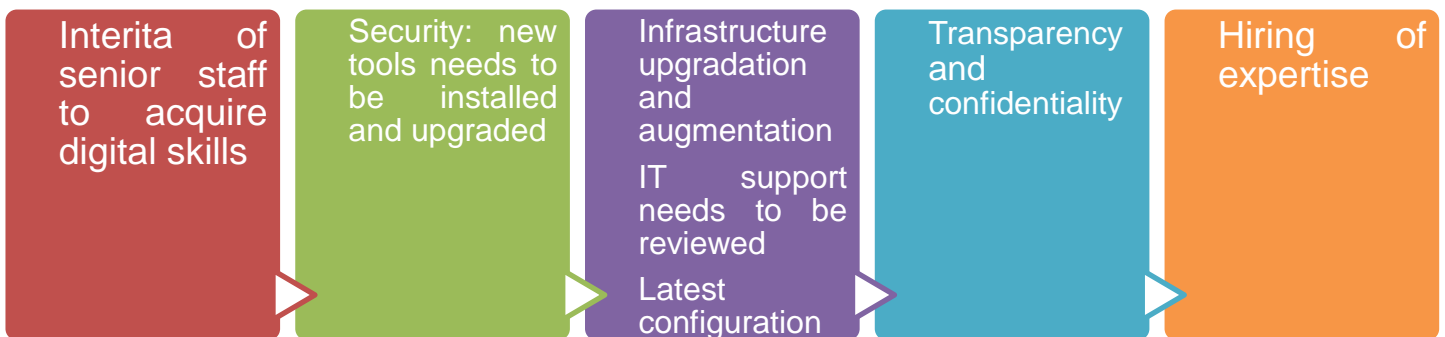 Interita of
senior staff
to acquire
digital skills
Security: new
tools needs to
be installed
and upgraded
Infrastructure
upgradation
and
augmentation
IT support
needs to be
reviewed
Latest
configuration
Transparency
and
confidentiality
Hiring of
expertise